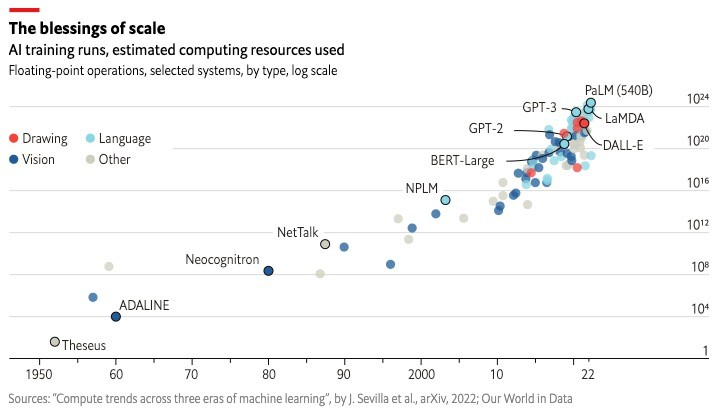 The blessings of scale
AI training runs, estimated computing resources used
Floating-point operations, selected systems, by type, log scale
PaLM (540B)
10²⁴
GPT-3
LaMDA
Drawing
Language
GPT-2
DALL-E
10²⁰
Vision
Other
BERT-Large
NPLM
10¹⁶
NetTalk
10¹²
Neocognitron
10⁸
ADALINE
10⁴
Theseus
1
1950 60 70 80 90 2000 10 15 22
Sources: “Compute trends across three eras of machine learning”, by J. Sevilla et al., arXiv, 2022; Our World in Data